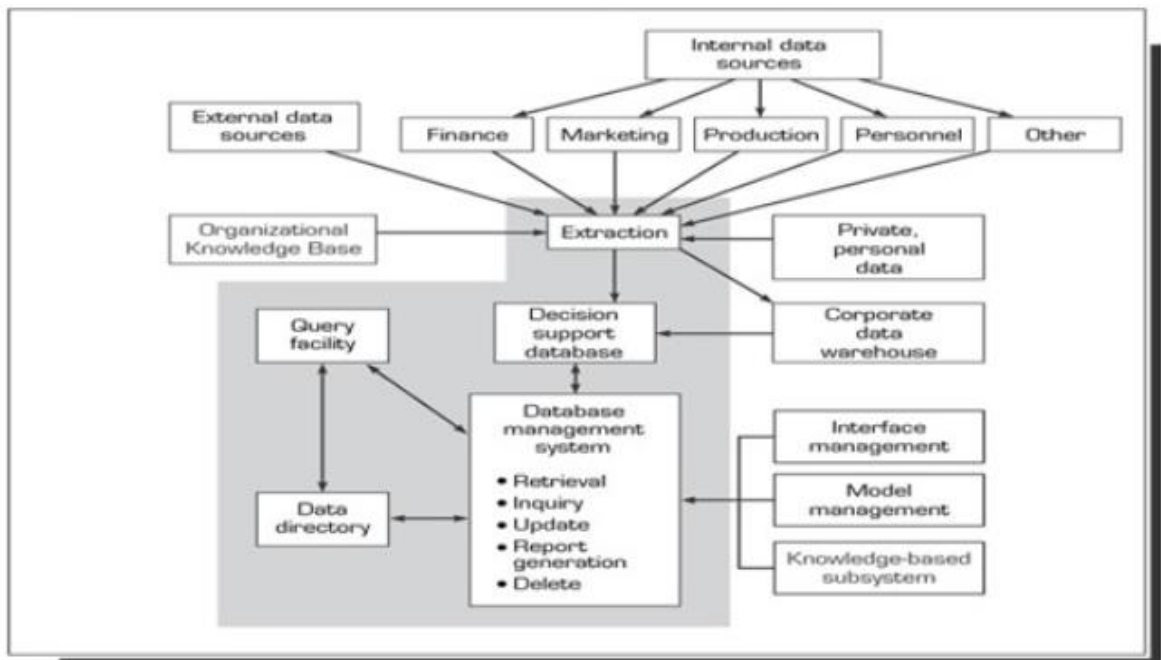 Internal data
sources
External data
sources
Finance
Marketing
Production
Personnel
Other
Organizational
Knowledge Base
Extraction
Private,
personal
data
Query
facility
Decision
support
database
Corporate
data
warehouse
Database
management
system
• Retrieval
• Inquiry
• Update
• Report
generation
• Delete
Data
directory
Interface
management
Model
management
Knowledge-based
subsystem